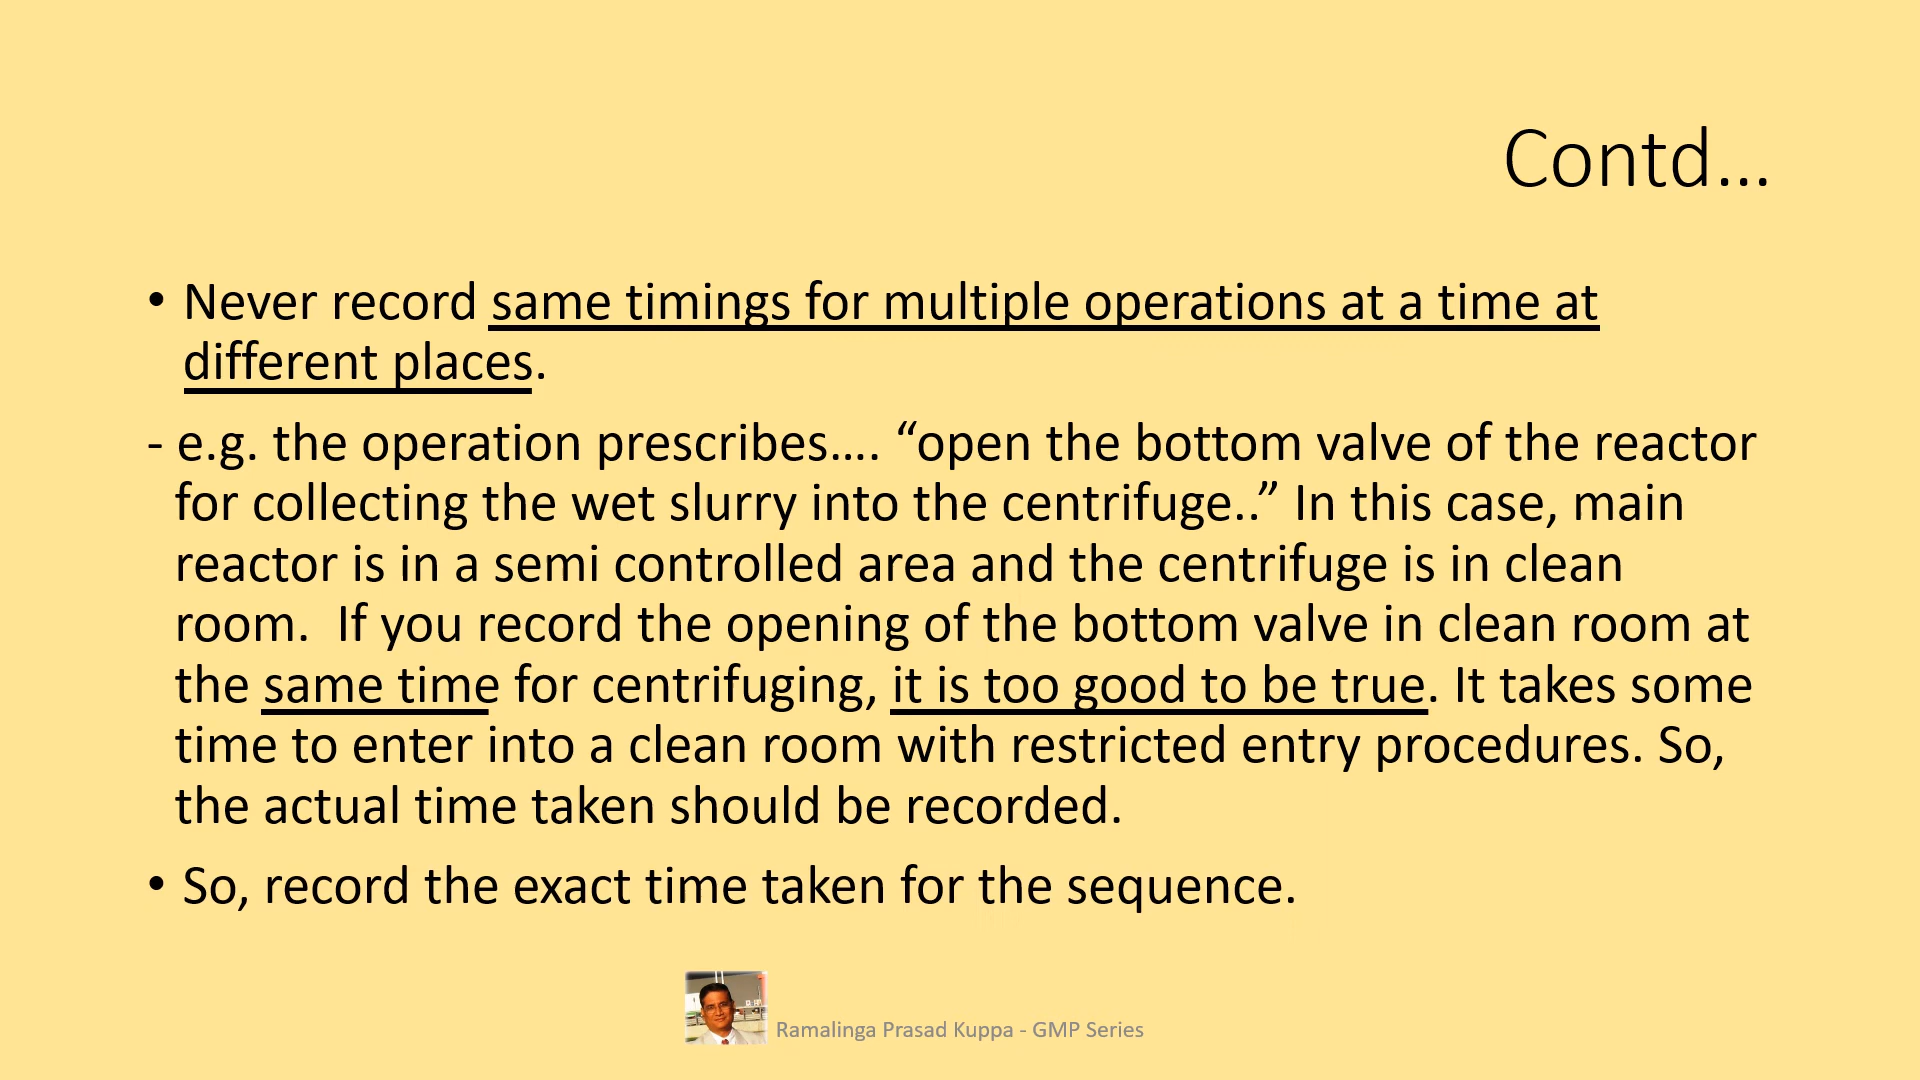 Contd...
• Never record same timings for multiple operations at a time at
different places.
- e.g. the operation prescribes.... “open the bottom valve of the reactor
for collecting the wet slurry into the centrifuge..” In this case, main
reactor is in a semi controlled area and the centrifuge is in clean
room.  If you record the opening of the bottom valve in clean room at
the same time for centrifuging, it is too good to be true. It takes some
time to enter into a clean room with restricted entry procedures. So,
the actual time taken should be recorded.
• So, record the exact time taken for the sequence.
Ramalinga Prasad Kuppa - GMP Series